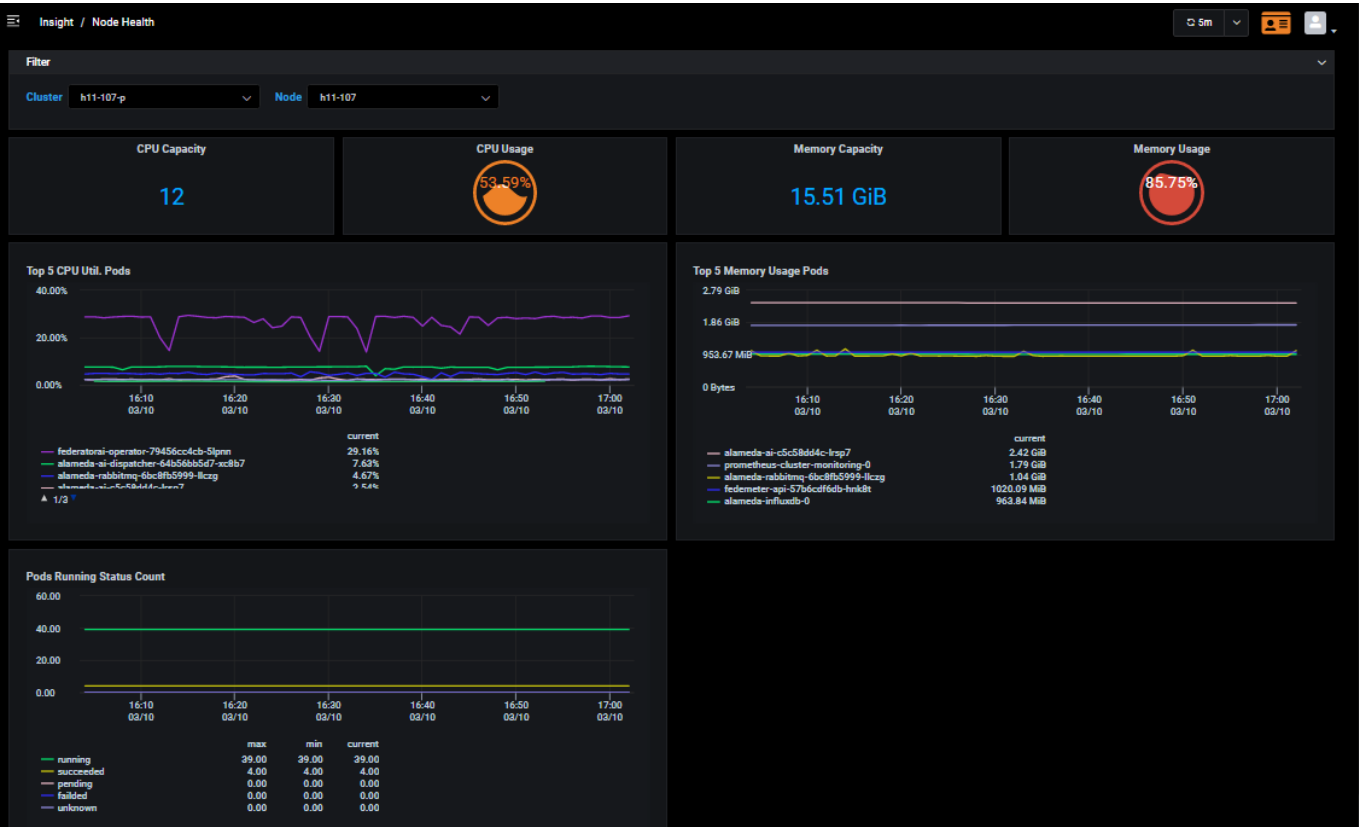 Insight / Node Health
5m
Filter
Cluster h11-107-p Node h11-107
CPU Capacity
12
CPU Usage
53.59%
Memory Capacity
15.51 GiB
Memory Usage
85.75%
Top 5 CPU Util. Pods
40.00%
20.00%
0.00%
16:10 16:20 16:30 16:40 16:50 17:00
03/10 03/10 03/10 03/10 03/10 03/10
current
federatorai-operator-79456cc4cb-5lpnn 29.16%
alameda-ai-dispatcher-64b56bb5d7-xc8b7 7.63%
alameda-rabbitmq-6bc8fb5999-llczg 4.67%
alameda-ai-c5c58dd4c-lrsp7 2.54%
1/3
Top 5 Memory Usage Pods
2.79 GiB
1.86 GiB
953.67 MiB
0 Bytes
16:10 16:20 16:30 16:40 16:50 17:00
03/10 03/10 03/10 03/10 03/10 03/10
current
alameda-ai-c5c58dd4c-lrsp7 2.42 GiB
prometheus-cluster-monitoring-0 1.79 GiB
alameda-rabbitmq-6bc8fb5999-llczg 1.04 GiB
fedemeter-api-57b6cdf6db-hnk8t 1020.09 MiB
alameda-influxdb-0 963.84 MiB
Pods Running Status Count
60.00
40.00
20.00
0.00
16:10 16:20 16:30 16:40 16:50 17:00
03/10 03/10 03/10 03/10 03/10 03/10
max min current
running 39.00 39.00 39.00
succeeded 4.00 4.00 4.00
pending 0.00 0.00 0.00
failded 0.00 0.00 0.00
unknown 0.00 0.00 0.00